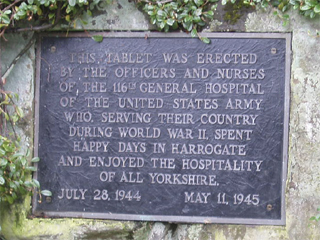 THIS TABLET WAS ERECTED
BY THE OFFICERS AND NURSES
OF THE 116TH GENERAL HOSPITAL
OF THE UNITED STATES ARMY
WHO, SERVING THEIR COUNTRY
DURING WORLD WAR II, SPENT
HAPPY DAYS IN HARROGATE
AND ENJOYED THE HOSPITALITY
OF ALL YORKSHIRE.
JULY 28, 1944 MAY 11, 1945